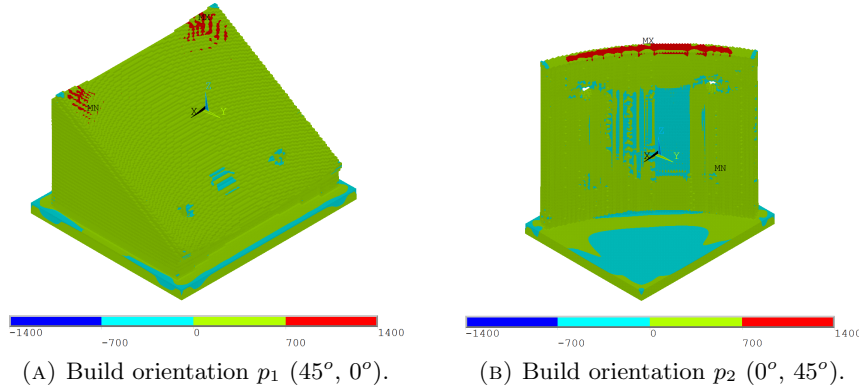 MX
MN
Z
X Y
MX
X Y
MN
-1400 -700 0 700 1400
-1400 -700 0 700 1400
(A) Build orientation p₁ (45°, 0°).
(B) Build orientation p₂ (0°, 45°).